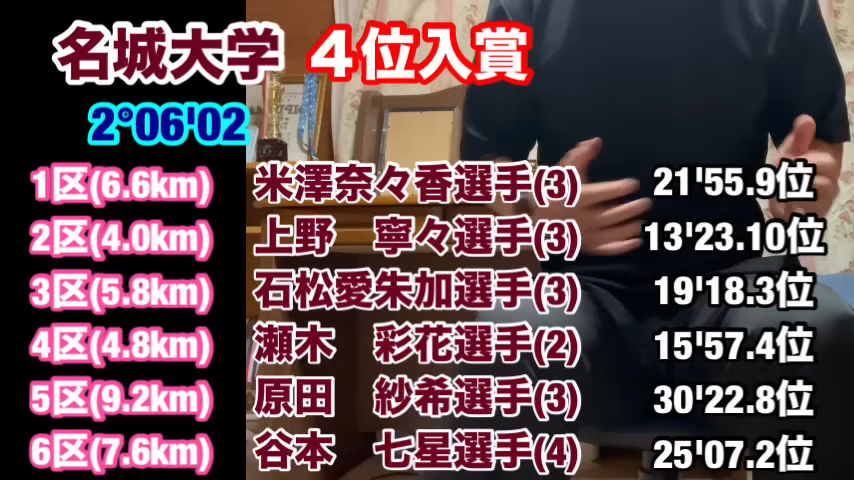 名城大学 4位入賞
2°06'02
1区(6.6km) 米澤奈々香選手(3) 21'55.9位
2区(4.0km) 上野 寧々選手(3) 13'23.10位
3区(5.8km) 石松愛朱加選手(3) 19'18.3位
4区(4.8km) 瀬木 彩花選手(2) 15'57.4位
5区(9.2km) 原田 紗希選手(3) 30'22.8位
6区(7.6km) 谷本 七星選手(4) 25'07.2位